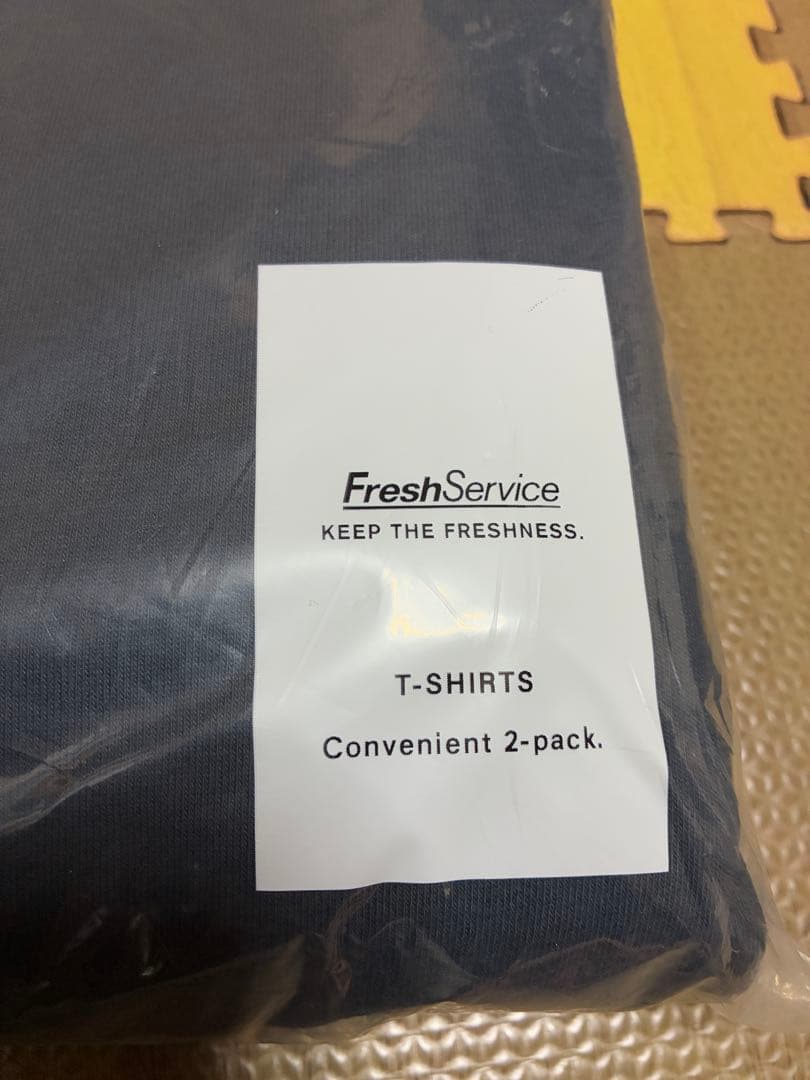 FreshService
KEEP THE FRESHNESS.
T-SHIRTS
Convenient 2-pack.